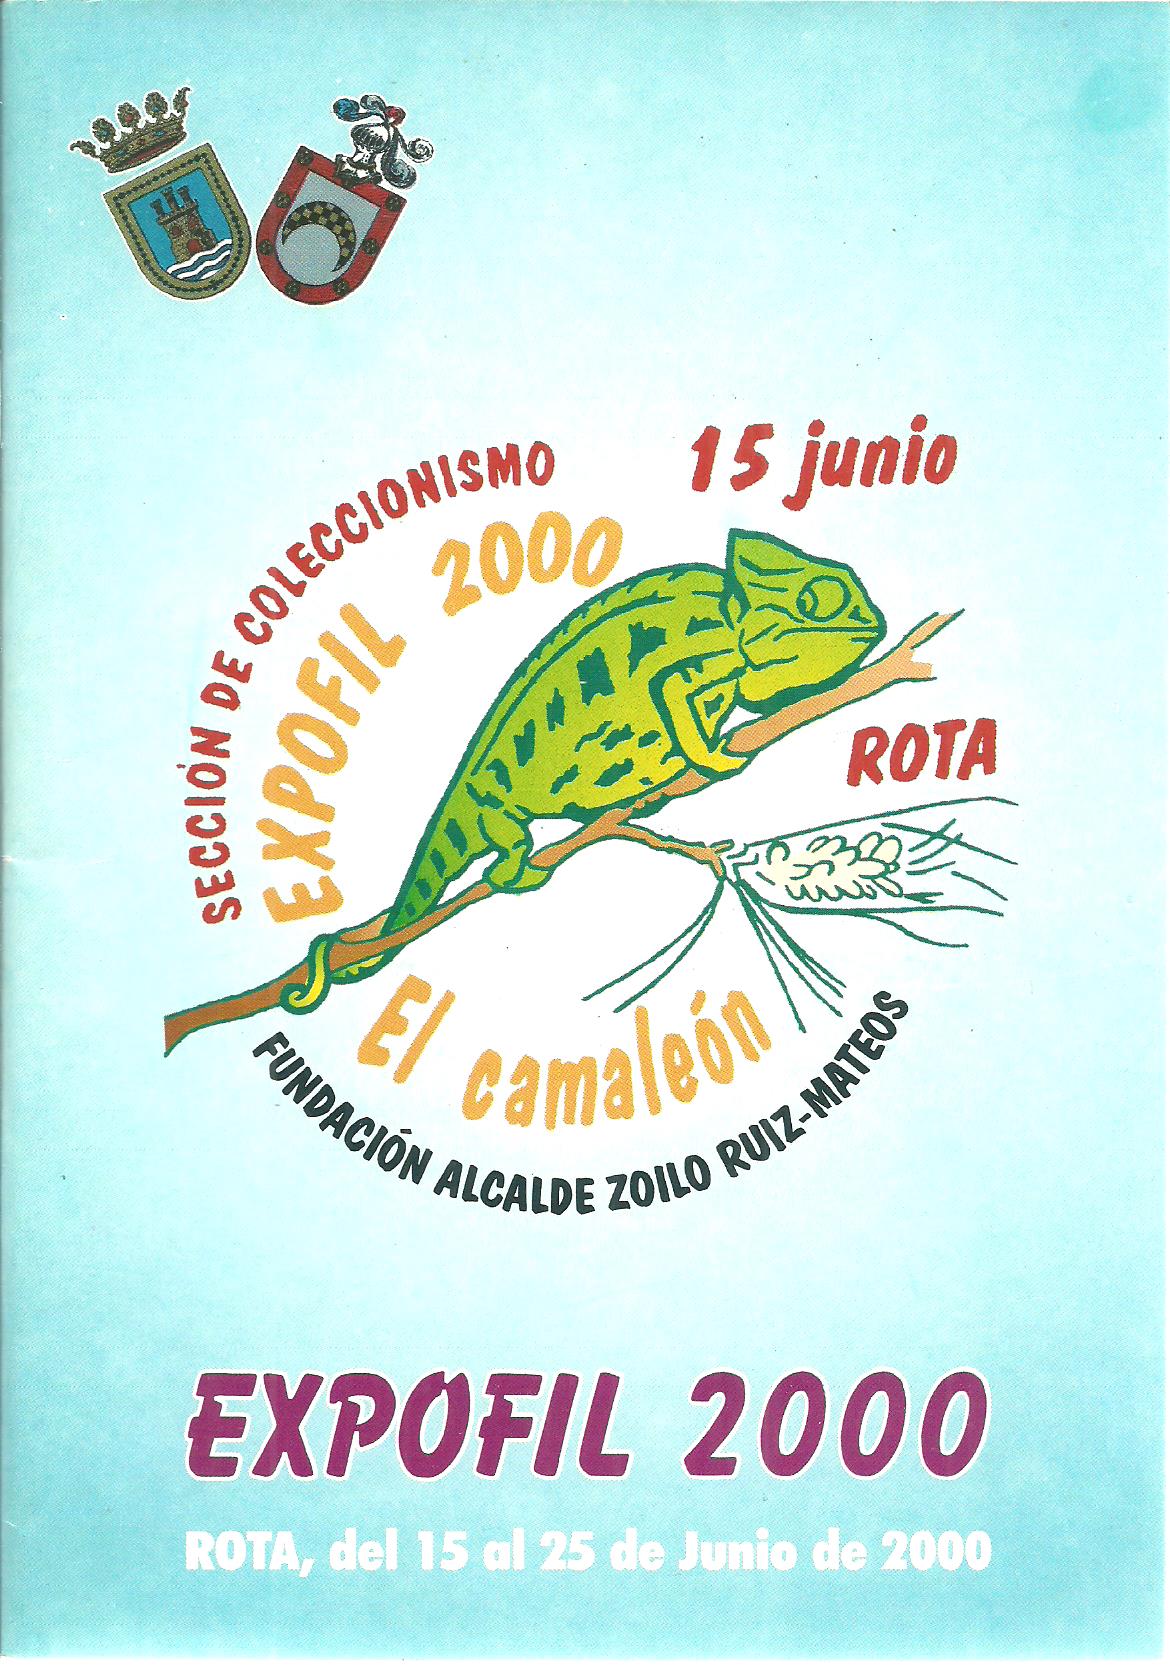 15 junio
SECCIÓN DE COLECCIONISMO
EXPOFIL 2000
ROTA
El camaleón
FUNDACIÓN ALCALDE ZOILO RUIZ-MATEOS
EXPOFIL 2000
ROTA, del 15 al 25 de Junio de 2000